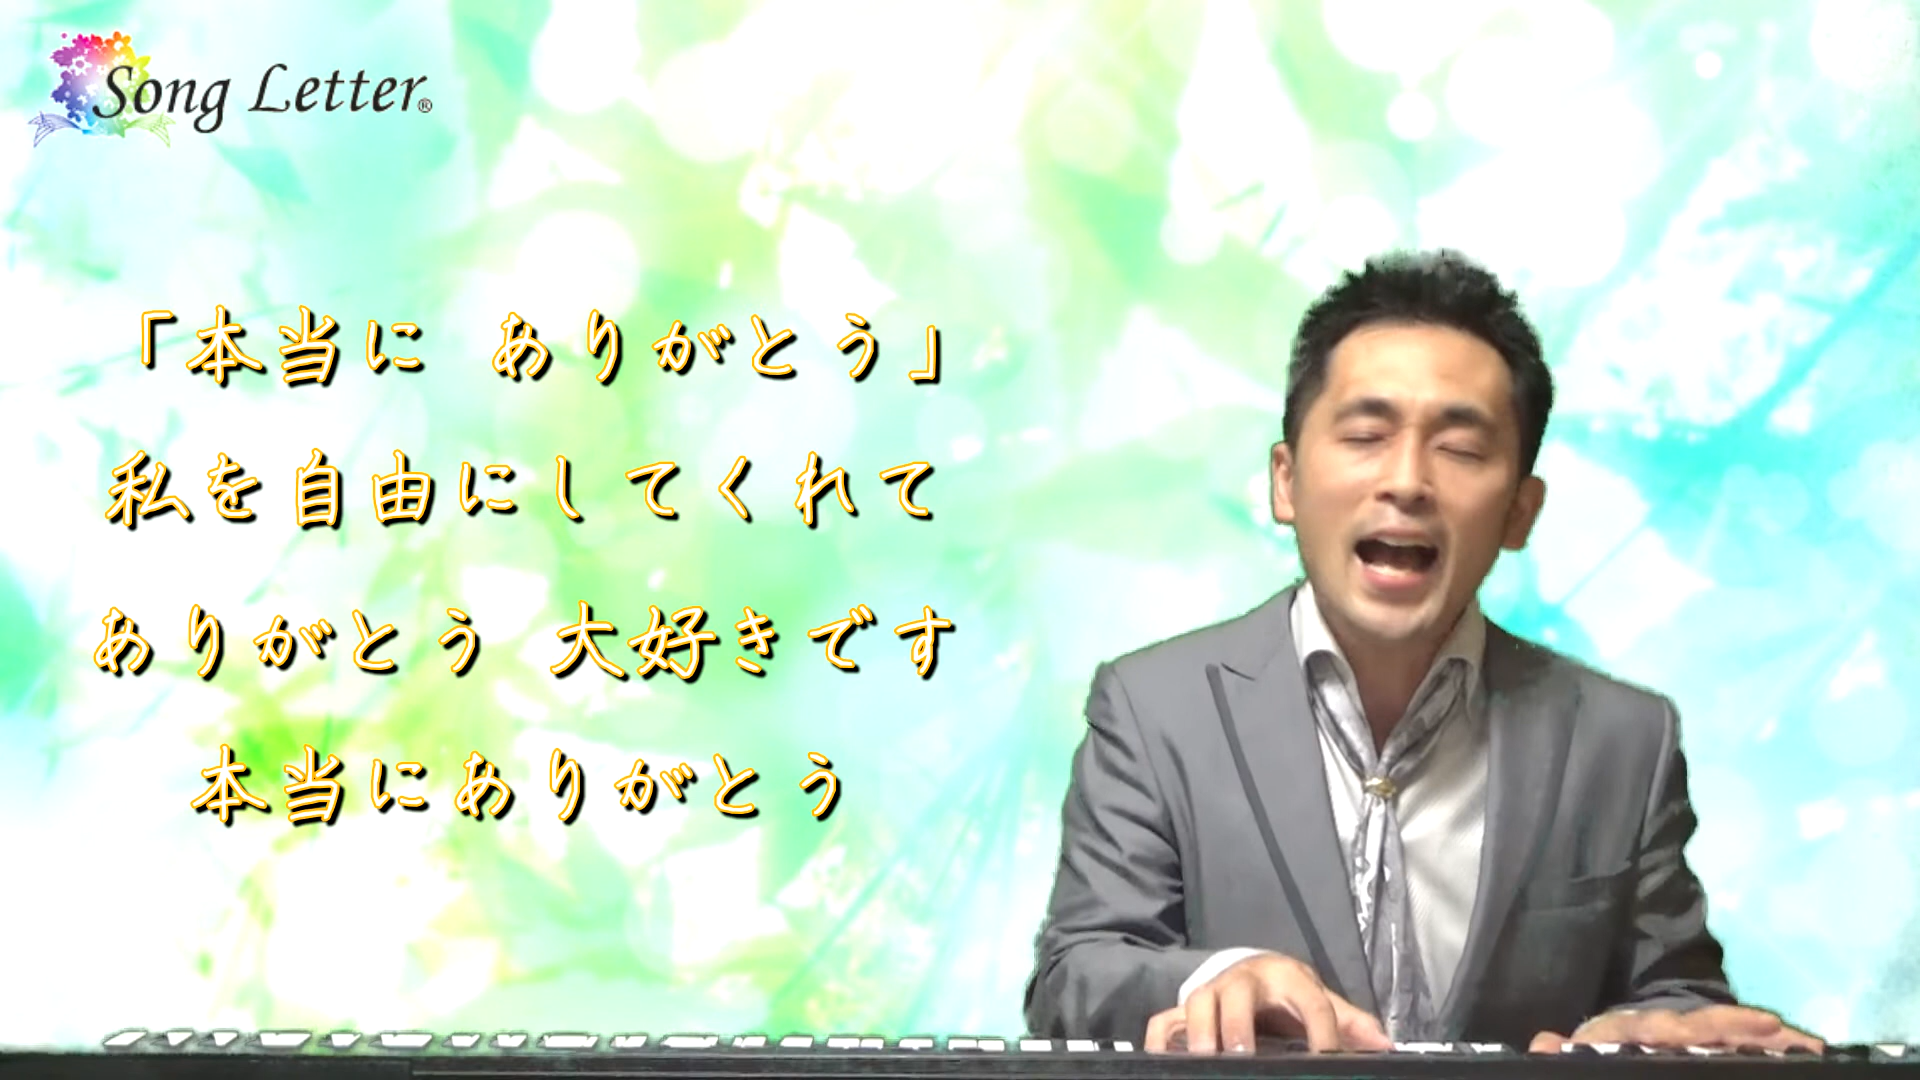 Song Letter®
「本当に ありがとう」
私を自由にしてくれて
ありがとう 大好きです
本当にありがとう